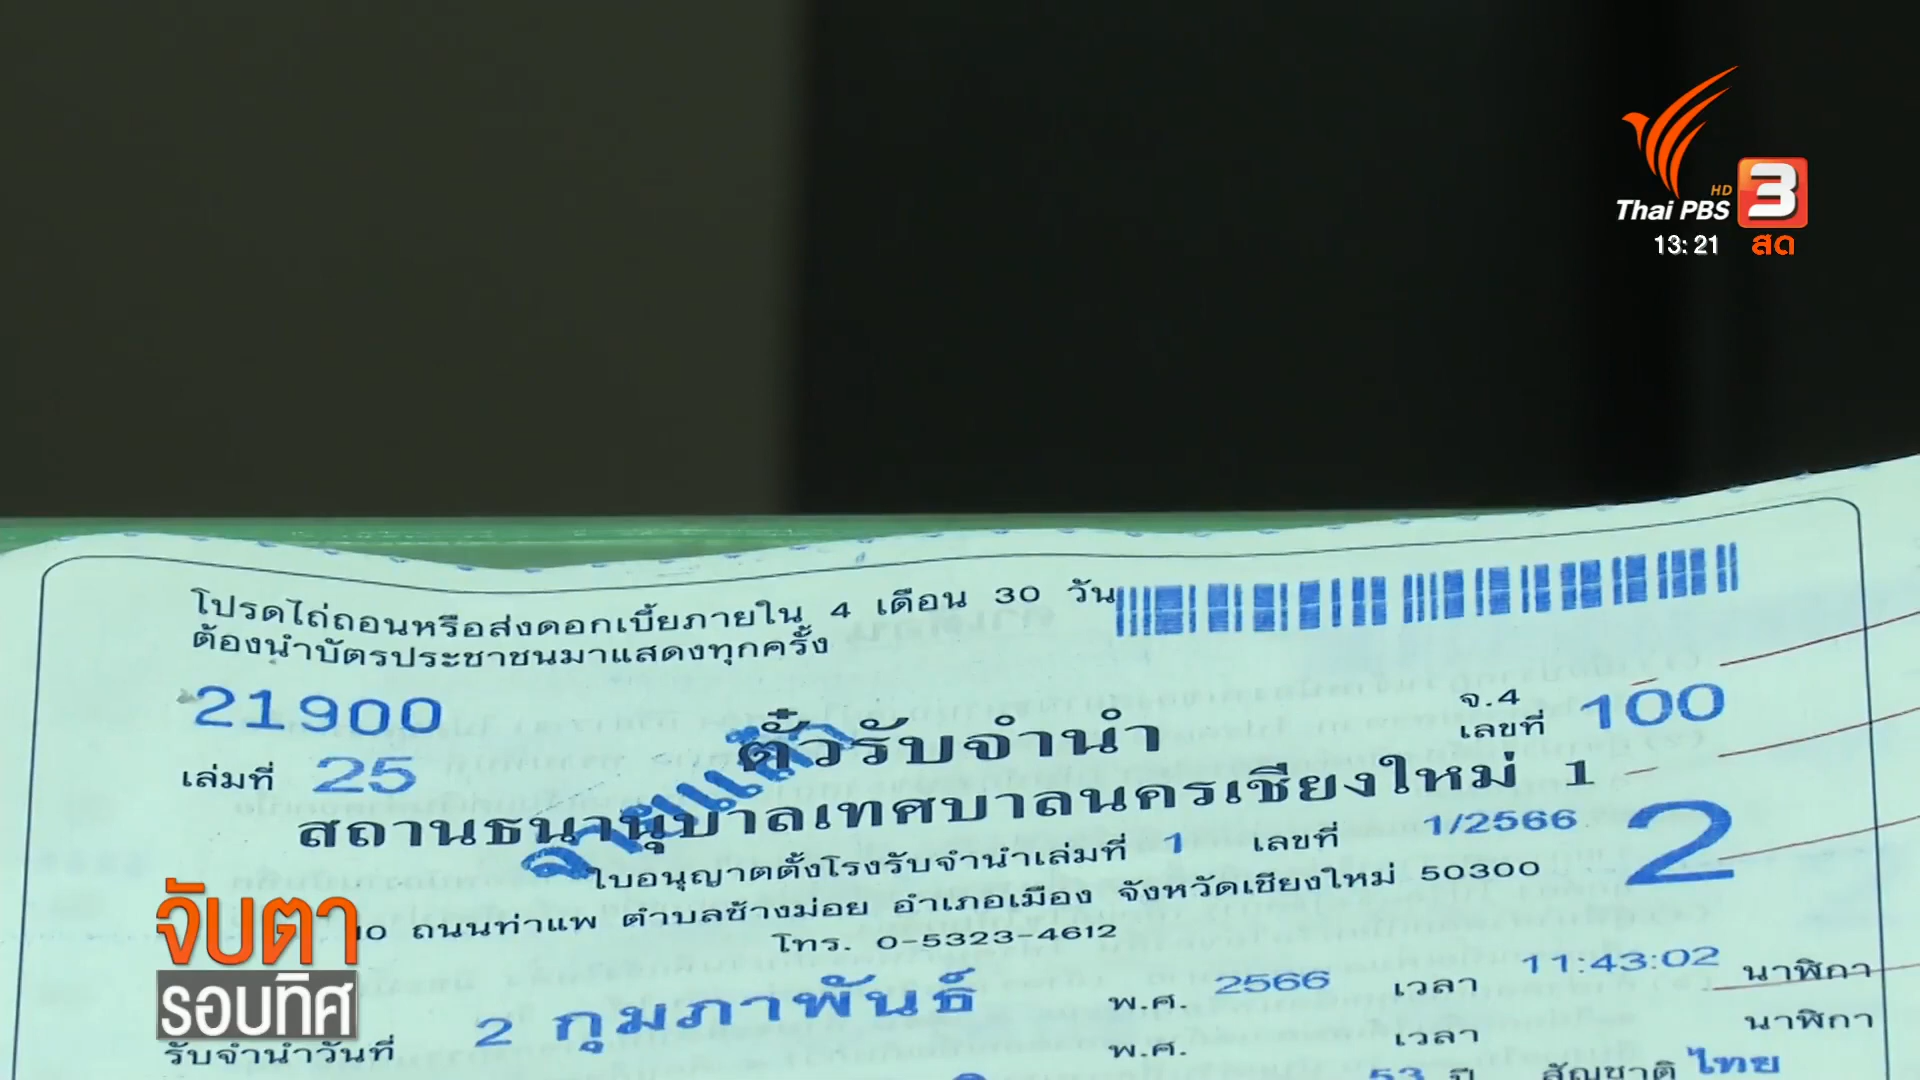 Thai PBS HD 3
13:21 สด
โปรดไถ่ถอนหรือส่งดอกเบี้ยภายใน 4 เดือน 30 วัน
ต้องนำบัตรประชาชนมาแสดงทุกครั้ง
21900
จ.4
ตั๋วรับจำนำ เลขที่ 100
เล่มที่ 25
สถานธนานุบาลเทศบาลนครเชียงใหม่ 1
2
ใบอนุญาตตั้งโรงรับจำนำเล่มที่ 1 เลขที่ 1/2566
ถนนท่าแพ ตำบลช้างม่อย อำเภอเมือง จังหวัดเชียงใหม่ 50300
โทร. 0-5323-4612
รับจำนำวันที่ 2 กุมภาพันธ์ พ.ศ. 2566 เวลา 11:43:02 นาฬิกา
พ.ศ. เวลา นาฬิกา
53 ปี สัญชาติ ไทย
จับตา
รอบทิศ